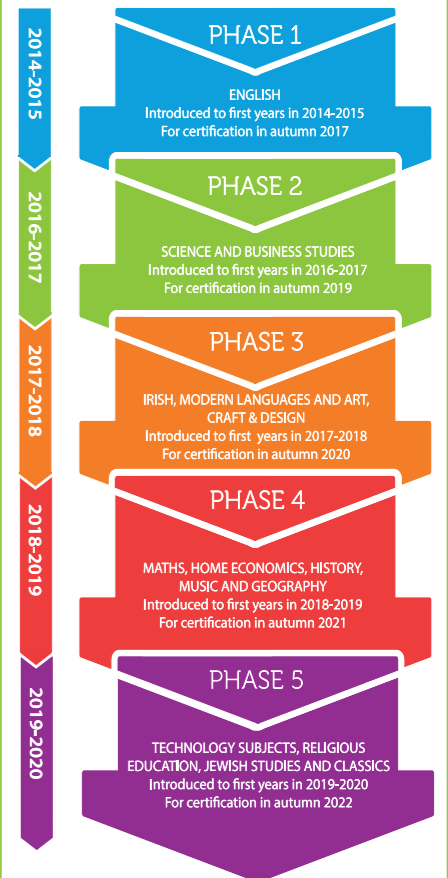 2014-2015
PHASE 1
ENGLISH
Introduced to first years in 2014-2015
For certification in autumn 2017
2016-2017
PHASE 2
SCIENCE AND BUSINESS STUDIES
Introduced to first years in 2016-2017
For certification in autumn 2019
2017-2018
PHASE 3
IRISH, MODERN LANGUAGES AND ART,
CRAFT & DESIGN
Introduced to first years in 2017-2018
For certification in autumn 2020
2018-2019
PHASE 4
MATHS, HOME ECONOMICS, HISTORY,
MUSIC AND GEOGRAPHY
Introduced to first years in 2018-2019
For certification in autumn 2021
2019-2020
PHASE 5
TECHNOLOGY SUBJECTS, RELIGIOUS
EDUCATION, JEWISH STUDIES AND CLASSICS
Introduced to first years in 2019-2020
For certification in autumn 2022